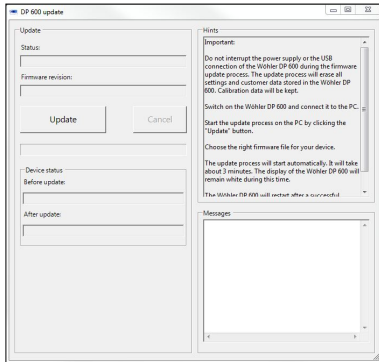 DP 600 update
Update
Status:
Firmware revision:
Update
Cancel
Device status
Before update:
After update:
Hints
Important:
Do not interrupt the power supply or the USB
connection of the Wöhler DP 600 during the firmware
update process. The update process will erase all
settings and customer data stored in the Wöhler DP
600. Calibration data will be kept.
Switch on the Wöhler DP 600 and connect it to the PC.
Start the update process on the PC by clicking the
"Update" button.
Choose the right firmware file for your device.
The update process will start automatically. It will take
about 3 minutes. The display of the Wöhler DP 600 will
remain white during this time.
The Wöhler DP 600 will restart after a successful
Messages